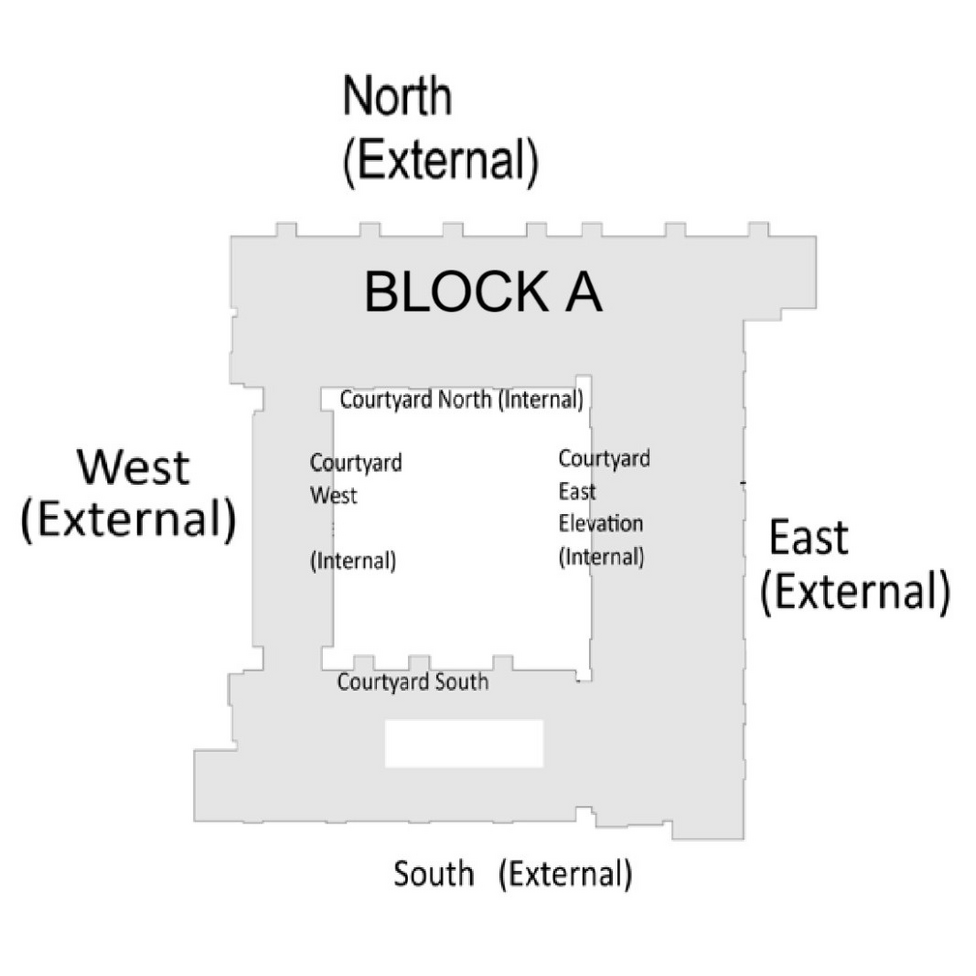 North
(External)
BLOCK A
Courtyard North (Internal)
Courtyard
West
(Internal)
Courtyard
East
Elevation
(Internal)
West
(External)
East
(External)
Courtyard South
South (External)